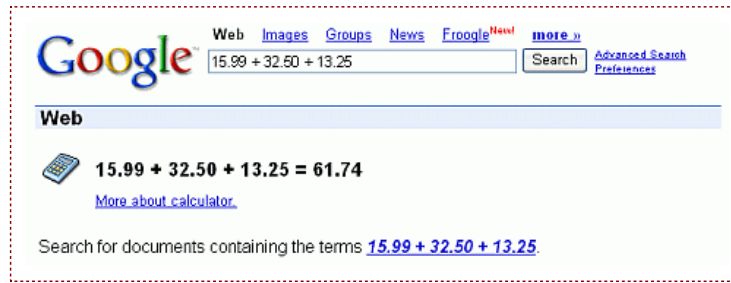 Web Images Groups News Froogle New! more »
Google 15.99 + 32.50 + 13.25 Search Advanced Search
Preferences
Web
15.99 + 32.50 + 13.25 = 61.74
More about calculator.
Search for documents containing the terms 15.99 + 32.50 + 13.25.